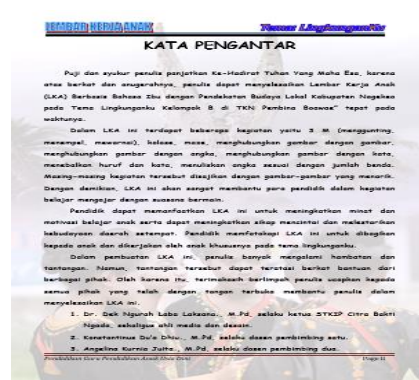 LEMBAR KERJA ANAK Tema: LingkunganKu
KATA PENGANTAR
Puji dan syukur penulis panjatkan Ke-Hadirat Tuhan Yang Maha Esa, karena
atas berkat dan anugerahnya, penulis dapat menyelesaikan Lembar Kerja Anak
(LKA) Berbasis Bahasa Ibu dengan Pendekatan Budaya Lokal Kabupaten Nagekeo
pada Tema Lingkunganku Kelompok B di TKN Pembina Boawae" tepat pada
waktunya.
Dalam LKA ini terdapat beberapa kegiatan yaitu 3 M (menggunting,
menempel, mewarnai), kolase, maze, menghubungkan gambar dengan gambar,
menghubungkan gambar dengan angka, menghubungkan gambar dengan kata,
menebalkan huruf dan kata, menuliskan angka sesuai dengan jumlah benda.
Masing-masing kegiatan tersebut disajikan dengan gambar-gambar yang menarik.
Dengan demikian, LKA ini akan sangat membantu para pendidik dalam kegiatan
belajar mengajar dengan suasana bermain.
Pendidik dapat memanfaatkan LKA ini untuk meningkatkan minat dan
motivasi belajar anak serta dapat meningkatkan sikap mencintai dan melestarikan
kebudayaan daerah setempat. Pendidik memfotokopi LKA ini untuk dibagikan
kepada anak dan dikerjakan oleh anak khususnya pada tema lingkunganku.
Dalam pembuatan LKA ini, penulis banyak mengalami hambatan dan
tantangan. Namun, tantangan tersebut dapat teratasi berkat bantuan dari
berbagai pihak. Oleh karena itu, terimakasih berlimpah penulis ucapkan kepada
semua pihak yang telah dengan tangan terbuka membantu penulis dalam
menyelesaikan LKA ini.
1. Dr. Dek Ngurah Laba Laksana., M.Pd, selaku ketua STKIP Citra Bakti
Ngada, sekaligus ahli media dan desain.
2. Konstantinus Du'a Dhiu., M.Pd, selaku dosen pembimbing satu.
3. Angelina Kurnia Juita., M.Pd, selaku dosen pembimbing dua.
Pendidikan Guru Pendidikan Anak Usia Dini Page ii